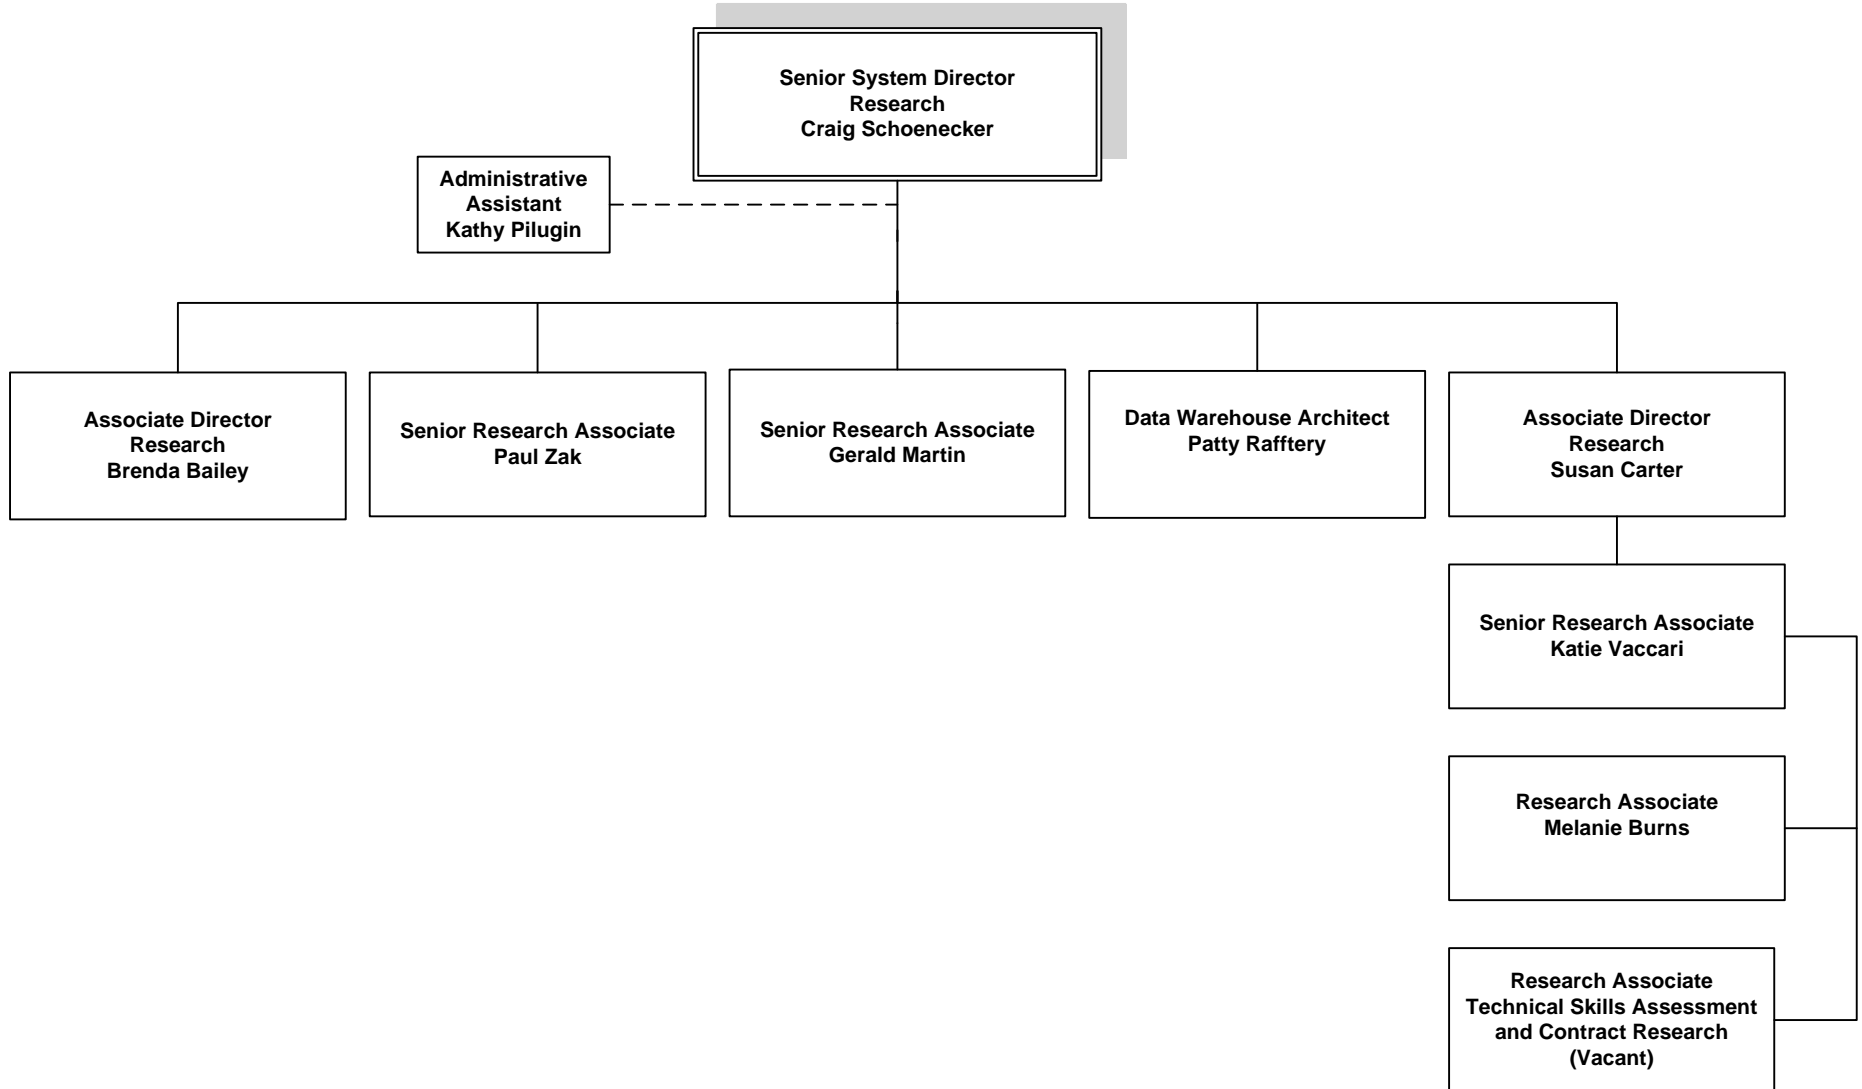 Senior System Director
Research
Craig Schoenecker
Administrative
Assistant
Kathy Pilugin
Associate Director
Research
Brenda Bailey
Senior Research Associate
Paul Zak
Senior Research Associate
Gerald Martin
Data Warehouse Architect
Patty Rafftery
Associate Director
Research
Susan Carter
Senior Research Associate
Katie Vaccari
Research Associate
Melanie Burns
Research Associate
Technical Skills Assessment
and Contract Research
(Vacant)